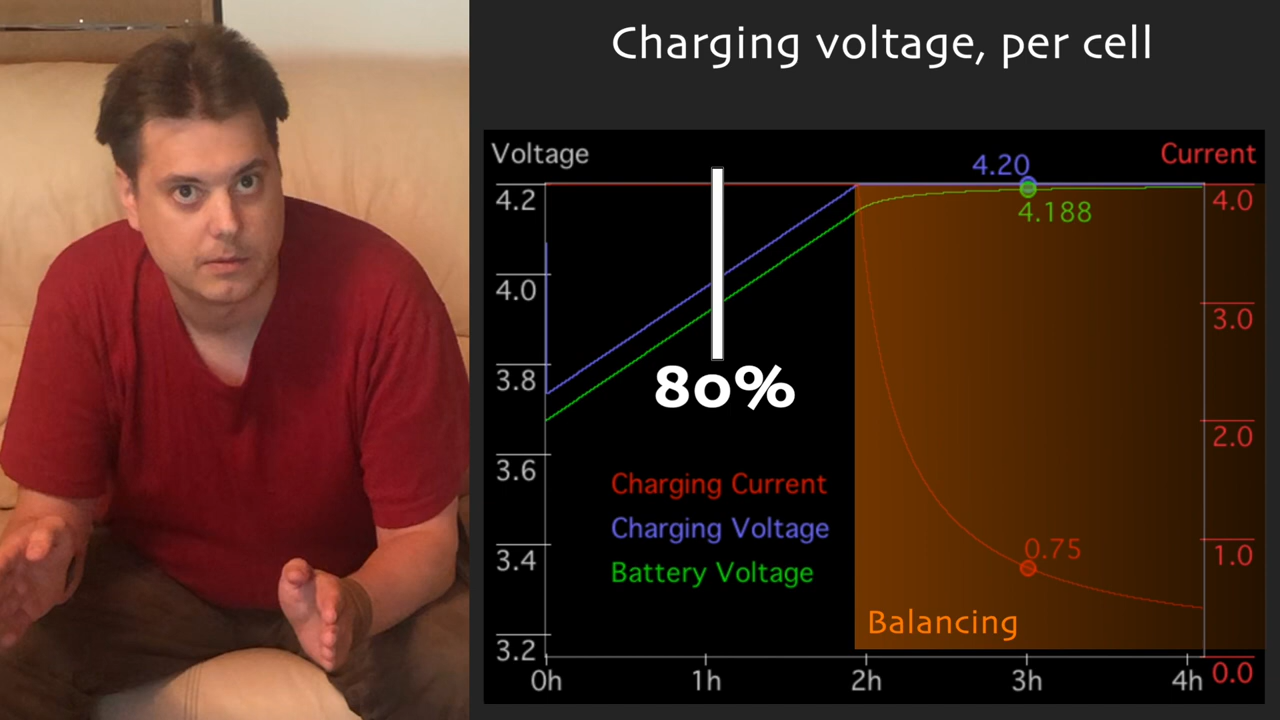 Charging voltage, per cell
Voltage
Current
4.20
4.2
4.0
4.188
4.0
3.0
3.8
80%
2.0
3.6
Charging Current
Charging Voltage
3.4
0.75
1.0
Battery Voltage
Balancing
3.2
0.0
0h
1h
2h
3h
4h